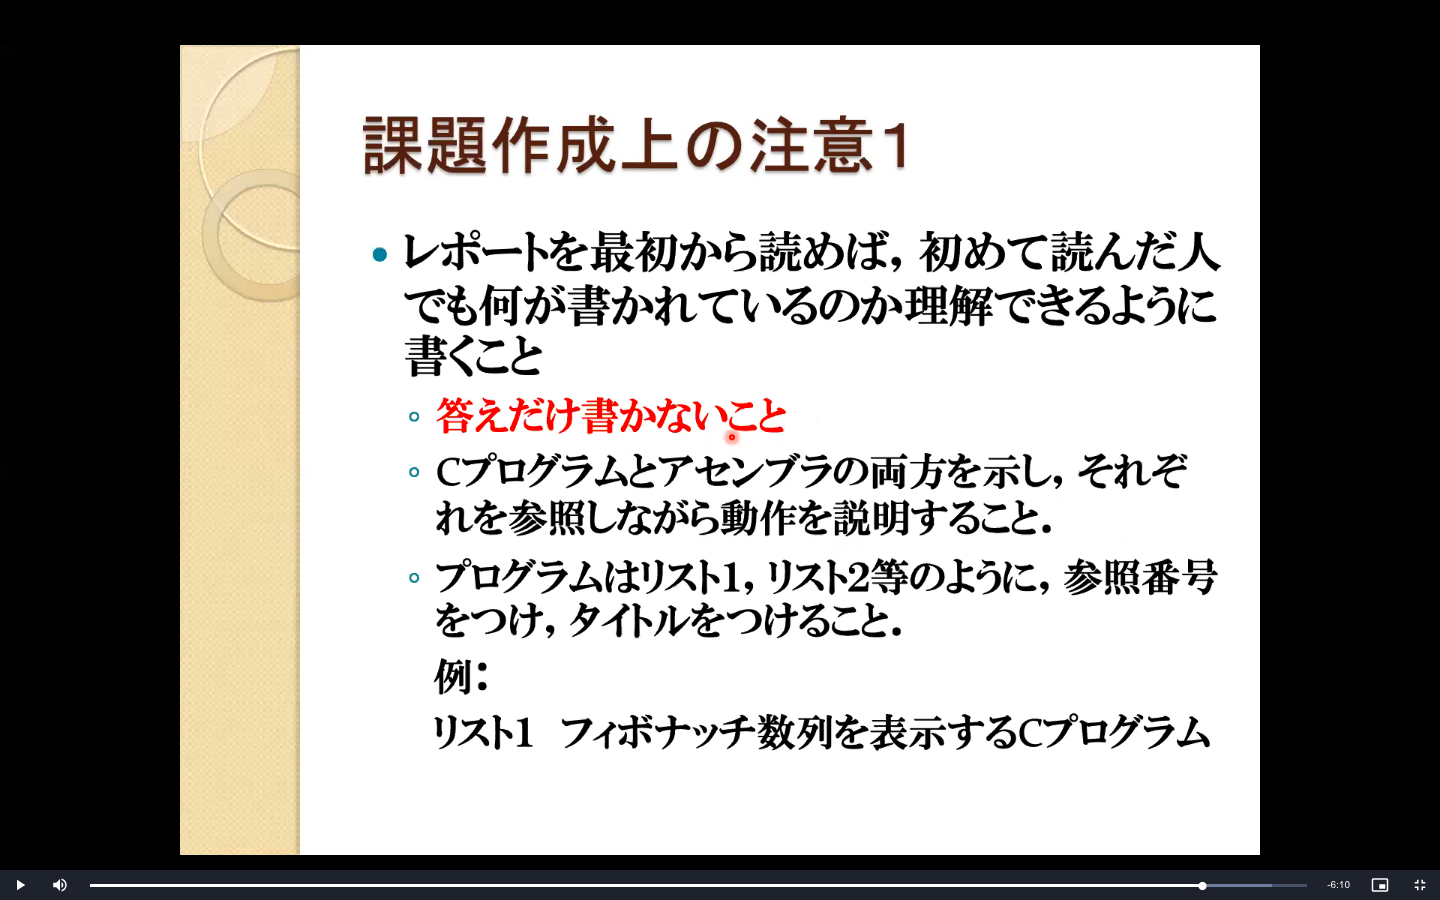 課題作成上の注意１
レポートを最初から読めば，初めて読んだ人
でも何が書かれているのか理解できるように
書くこと
答えだけ書かないこと
Cプログラムとアセンブラの両方を示し，それぞ
れを参照しながら動作を説明すること．
プログラムはリスト1，リスト2等のように，参照番号
をつけ，タイトルをつけること．
例：
リスト1　フィボナッチ数列を表示するCプログラム
-6:10